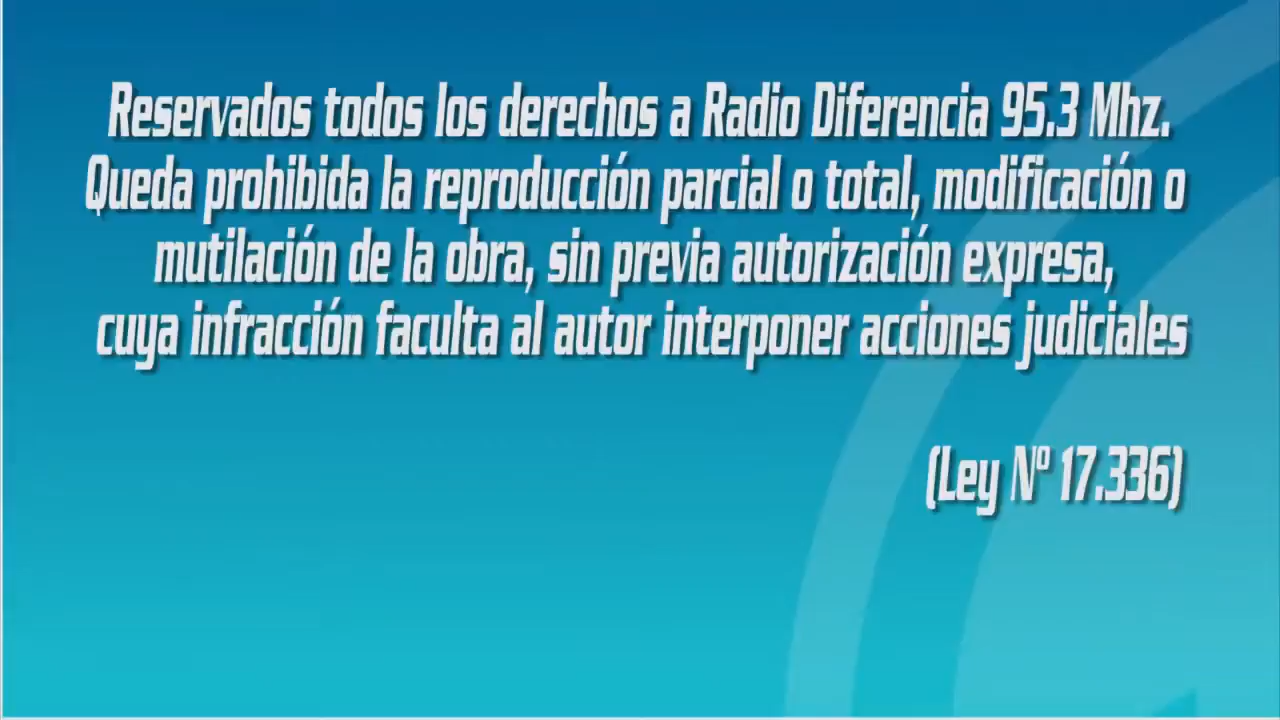 Reservados todos los derechos a Radio Diferencia 95.3 Mhz.
Queda prohibida la reproducción parcial o total, modificación o
mutilación de la obra, sin previa autorización expresa,
cuya infracción faculta al autor interponer acciones judiciales
(Ley Nº 17.336)